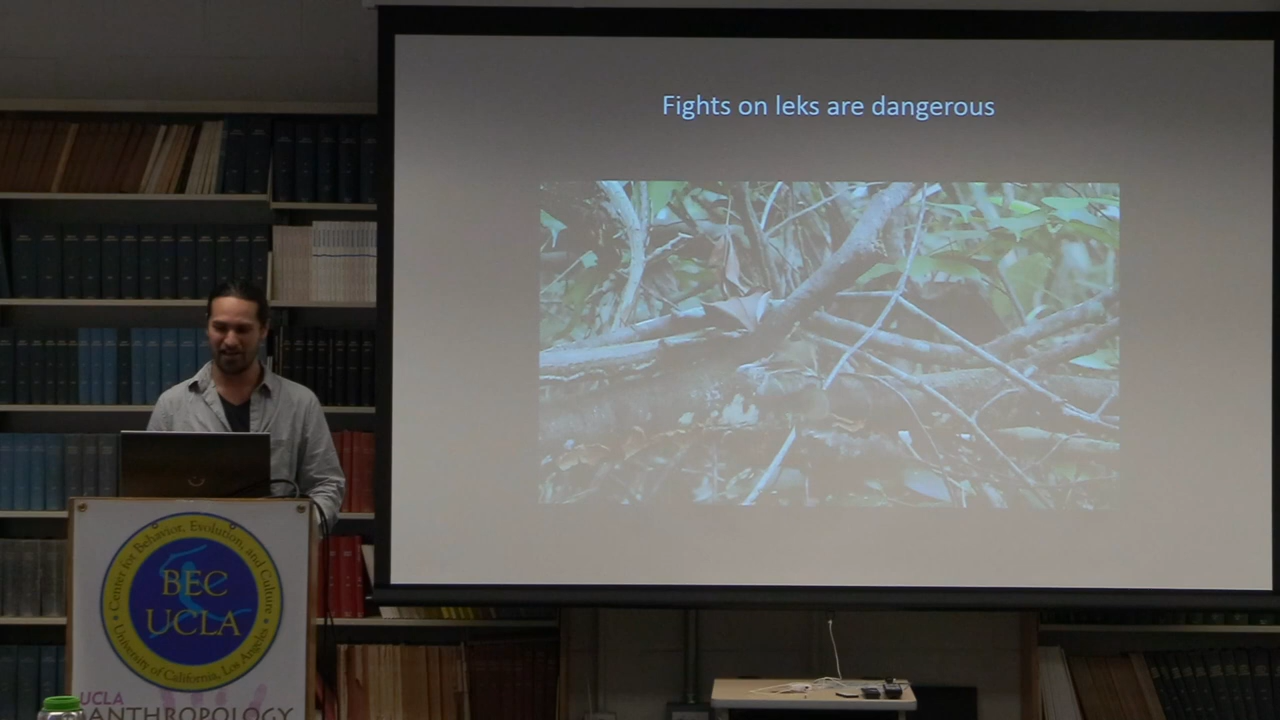 Fights on leks are dangerous
Center for Behavior, Evolution, and Culture
BEC
UCLA
University of California, Los Angeles
UCLA
ANTHROPOLOGY